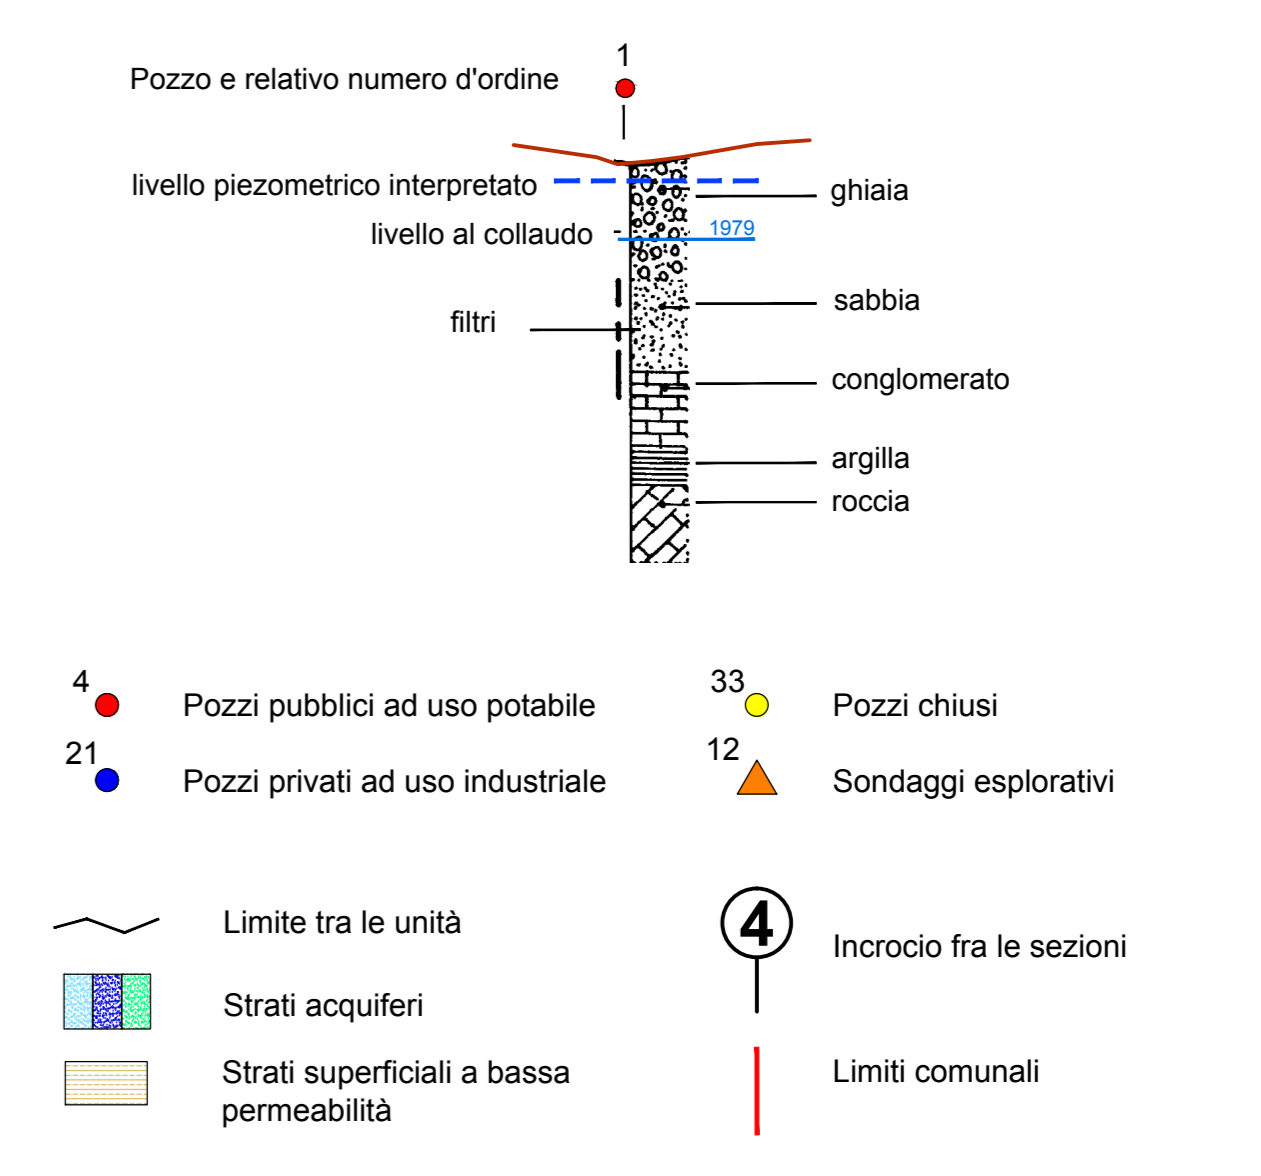 1
Pozzo e relativo numero d'ordine
livello piezometrico interpretato
ghiaia
livello al collaudo
1979
sabbia
filtri
conglomerato
argilla
roccia
4
Pozzi pubblici ad uso potabile
33
Pozzi chiusi
21
Pozzi privati ad uso industriale
12
Sondaggi esplorativi
Limite tra le unità
4
Incrocio fra le sezioni
Strati acquiferi
Strati superficiali a bassa
permeabilità
Limiti comunali